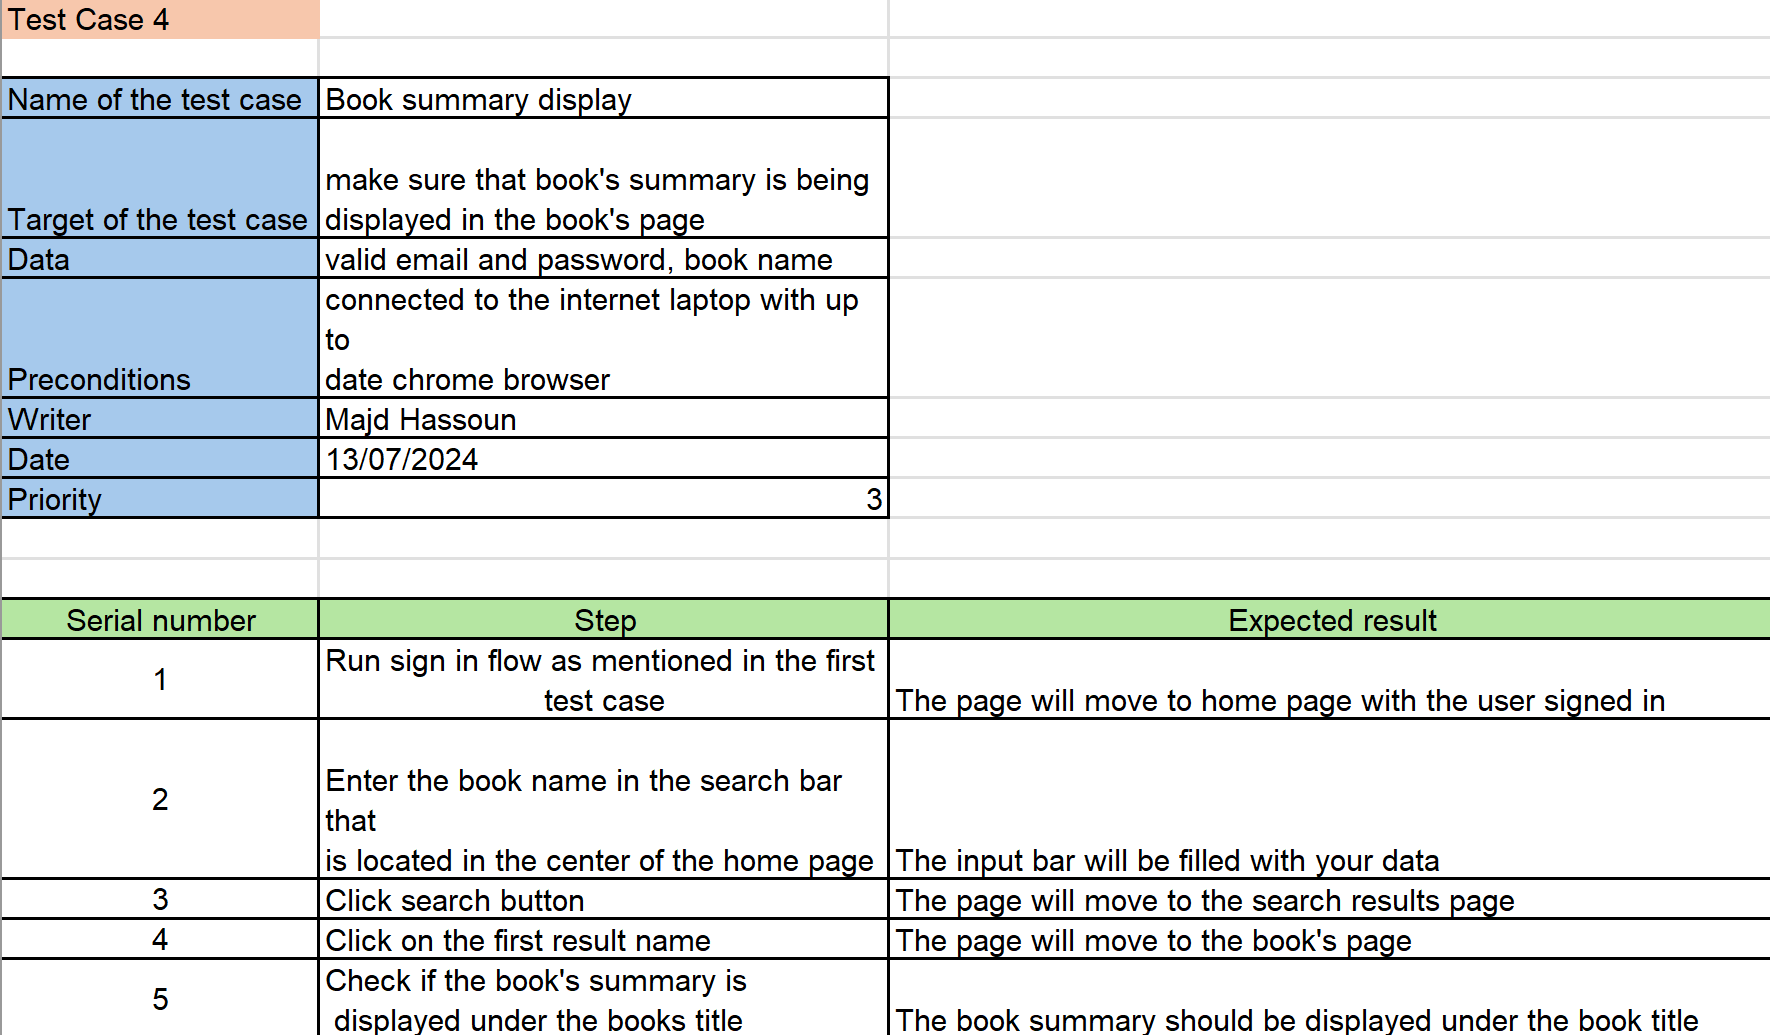 Test Case 4
Name of the test case Book summary display
make sure that book's summary is being
Target of the test case displayed in the book's page
Data valid email and password, book name
connected to the internet laptop with up
to
Preconditions date chrome browser
Writer Majd Hassoun
Date 13/07/2024
Priority 3
Serial number Step Expected result
1 Run sign in flow as mentioned in the first
test case The page will move to home page with the user signed in
2 Enter the book name in the search bar
that
is located in the center of the home page The input bar will be filled with your data
3 Click search button The page will move to the search results page
4 Click on the first result name The page will move to the book's page
5 Check if the book's summary is
displayed under the books title The book summary should be displayed under the book title